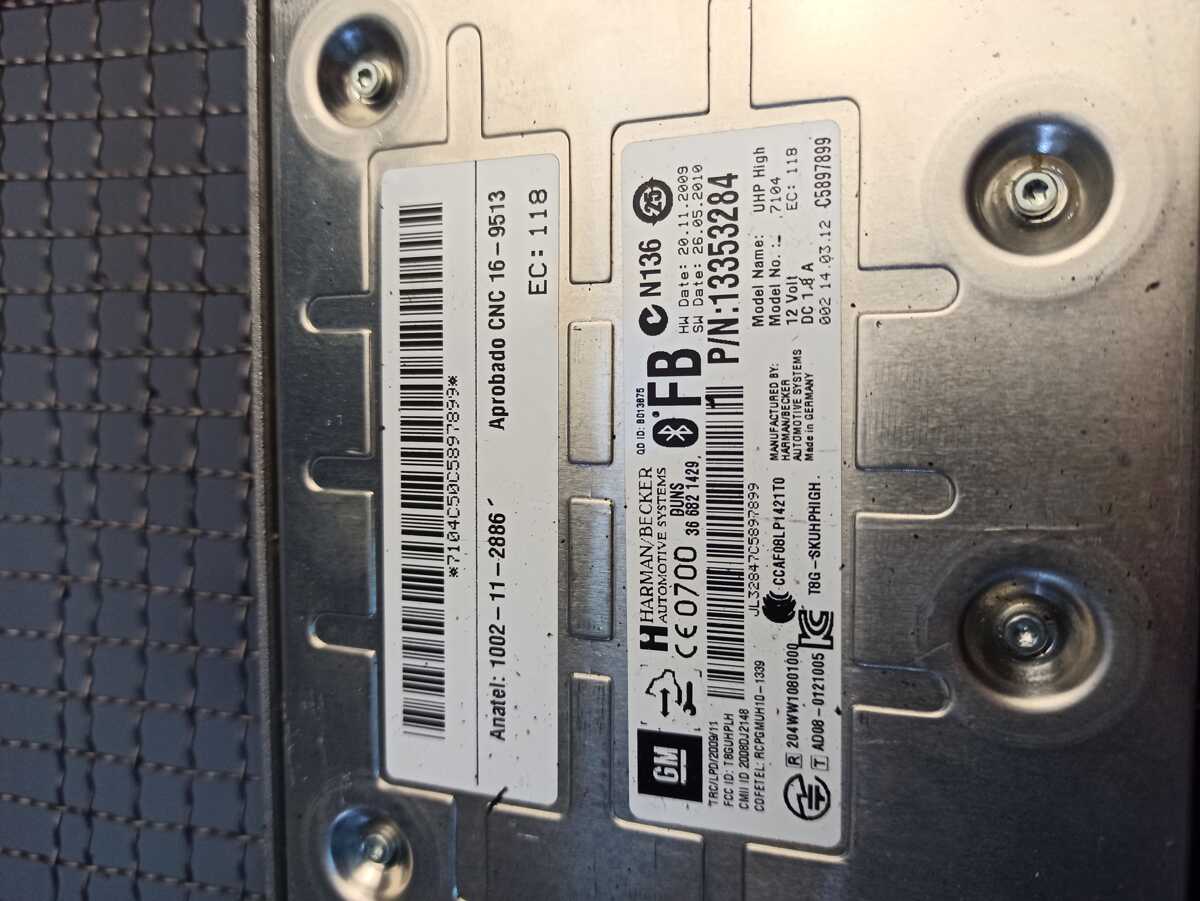 *7104C50C5897899*
Anatel: 1002-11-2886
Aprobado CNC 16-9513
EC: 118
GM
H HARMAN/BECKER
AUTOMOTIVE SYSTEMS
CE 0700
DUNS
36 682 1429
QD ID: B013875
FB
N136
25
HW Date: 20.11.2009
SW Date: 26.05.2010
P/N:13353284
TRC/LPD/2009/11
FCC ID: T8GUHPLH
CMII ID 2008DJ2148
COFETEL: RCPGMUH10-1339
JL32847C5897899
CCAF08LP1421T0
T8G-SKUHPHIGH.
R 204WW10801000
T AD08-0121005
MANUFACTURED BY:
HARMAN/BECKER
AUTOMOTIVE SYSTEMS
Made in GERMANY
Model Name: UHP High
Model No.: 7104
12 Volt EC: 118
DC 1.8 A
002 14.03.12 C5897899